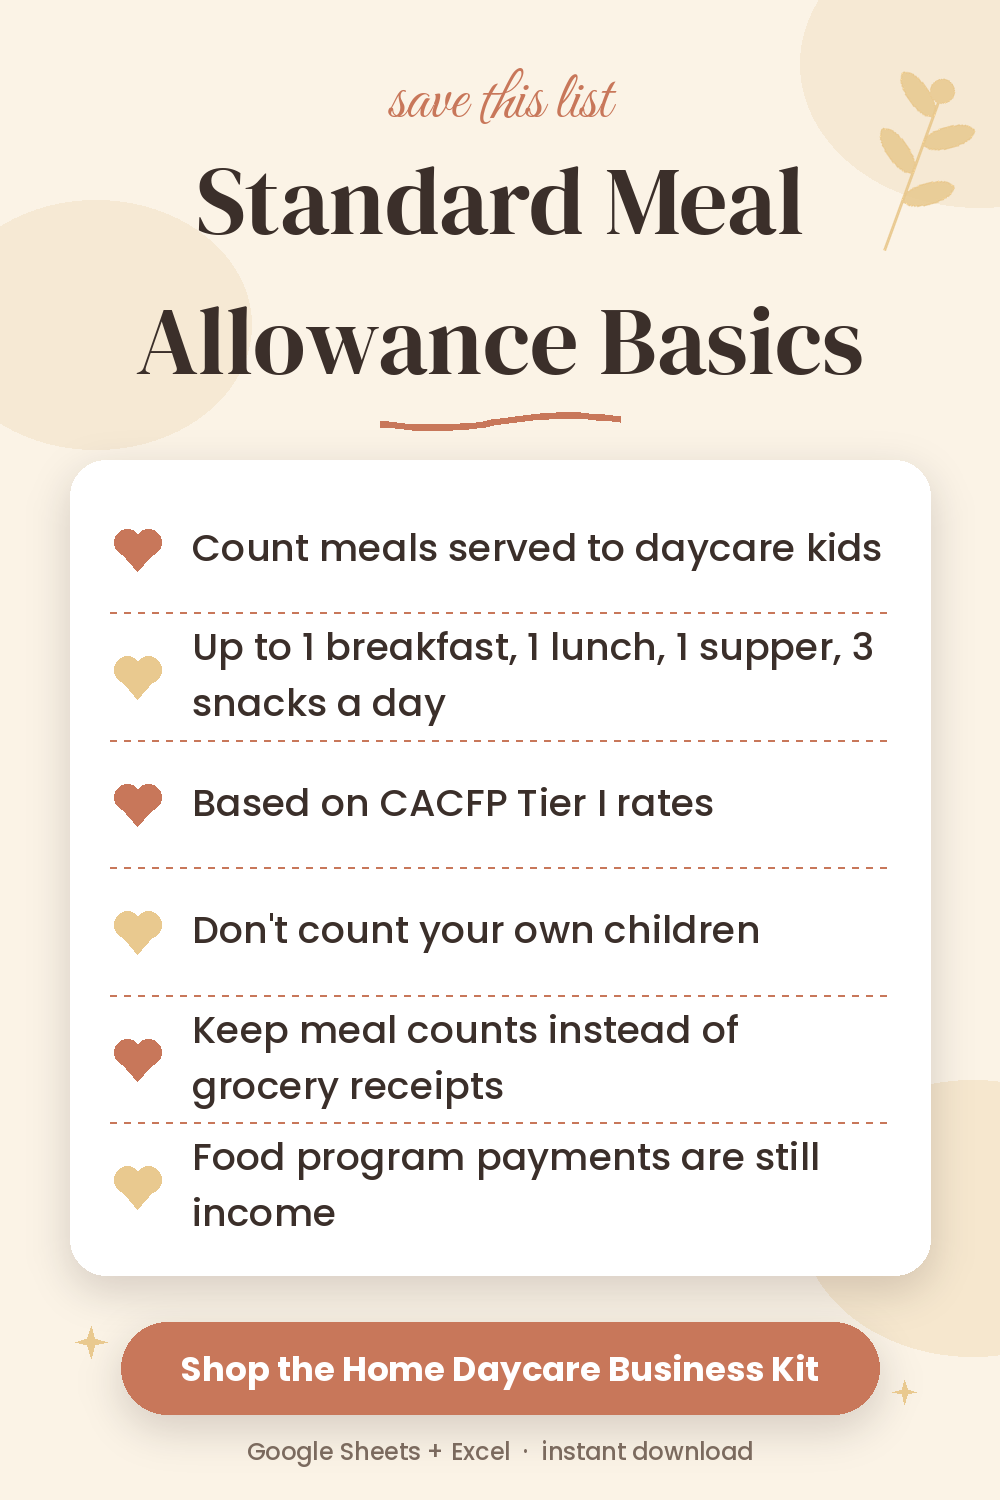 save this list
Standard Meal
Allowance Basics
Count meals served to daycare kids
Up to 1 breakfast, 1 lunch, 1 supper, 3
snacks a day
Based on CACFP Tier I rates
Don't count your own children
Keep meal counts instead of
grocery receipts
Food program payments are still
income
Shop the Home Daycare Business Kit
Google Sheets + Excel · instant download